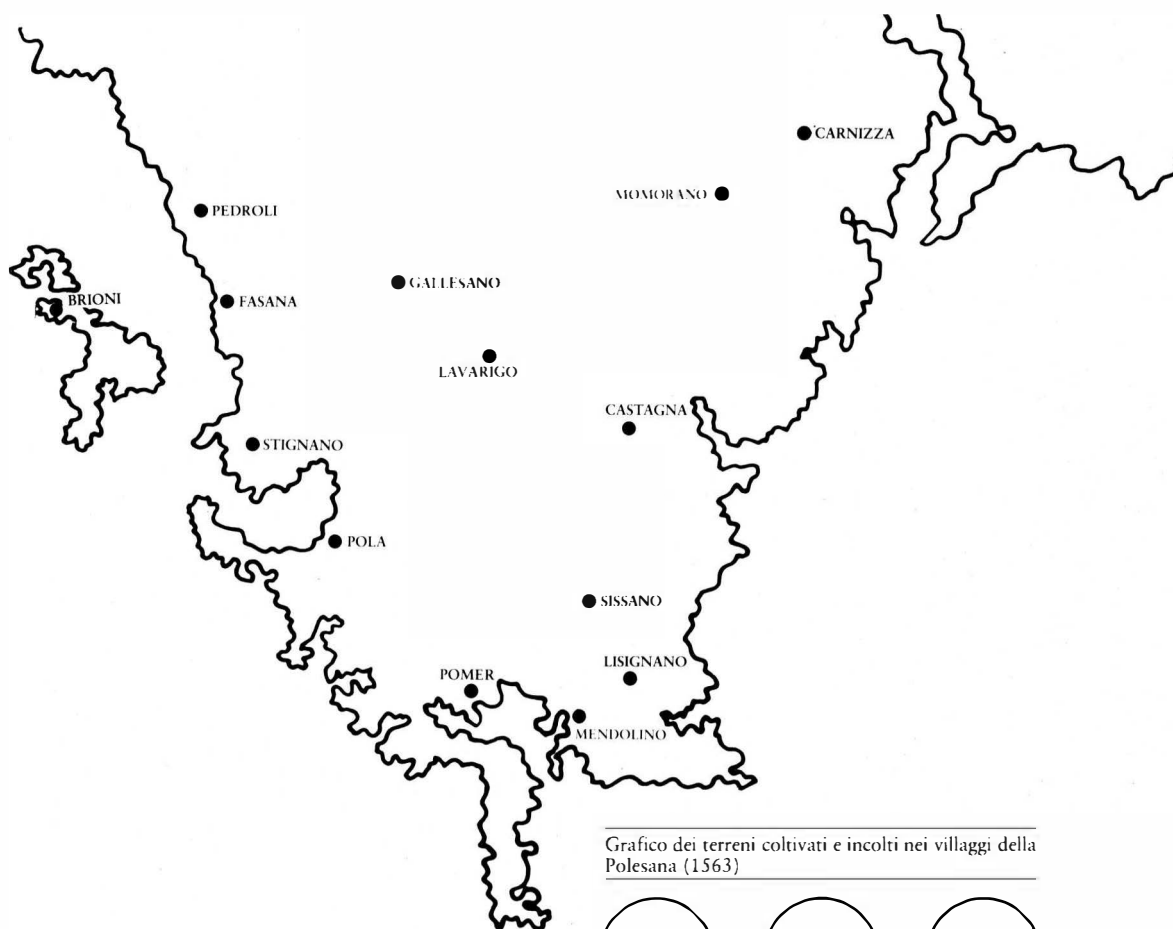 CARNIZZA
MOMORANO
PEDROLI
GALLESANO
BRIONI
FASANA
LAVARIGO
CASTAGNA
STIGNANO
POLA
SISSANO
LISIGNANO
POMER
MENDOLINO
Grafico dei terreni coltivati e incolti nei villaggi della
Polesana (1563)